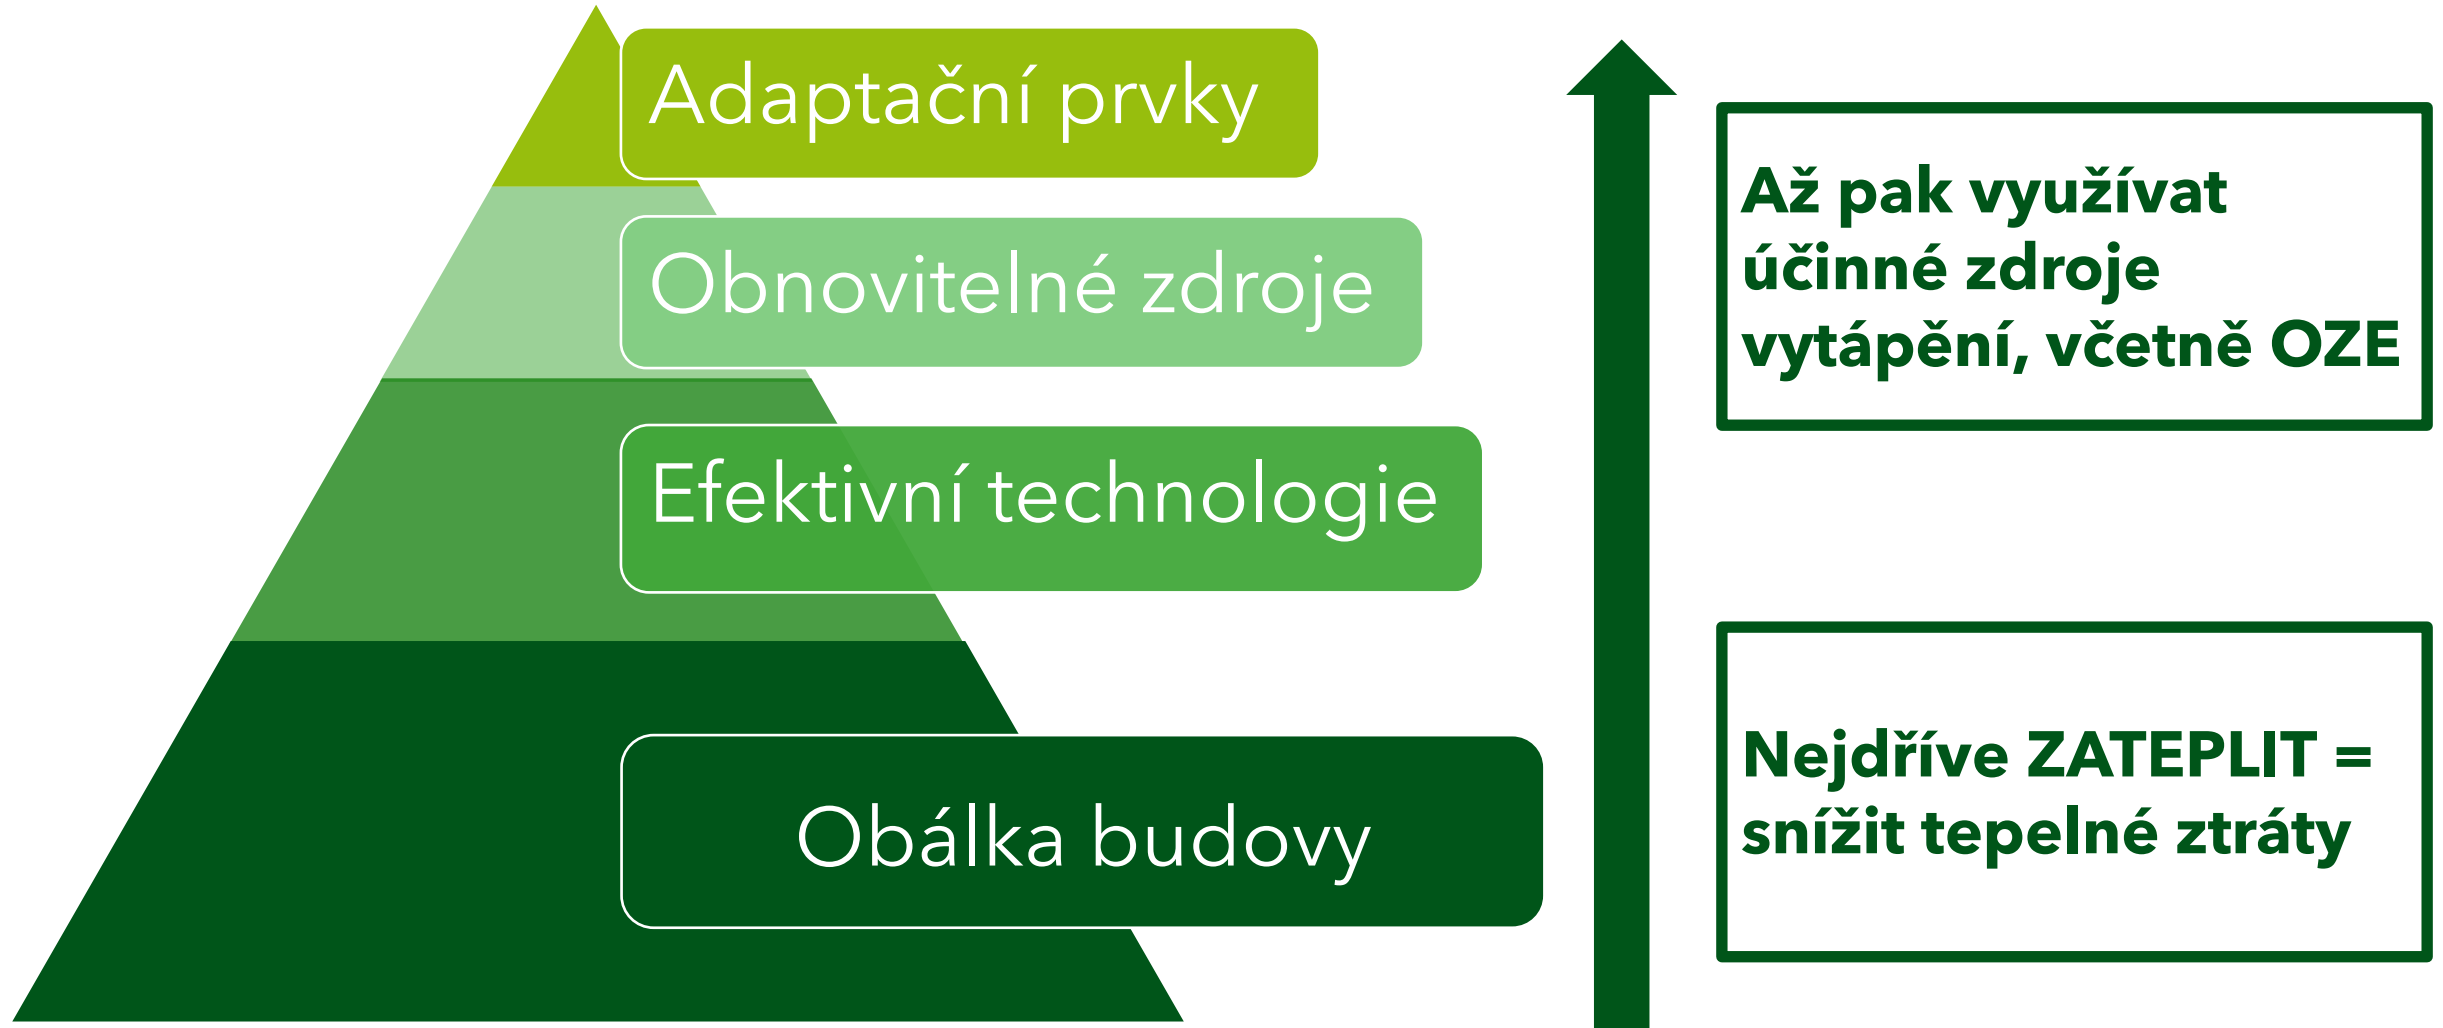 Adaptační prvky
Obnovitelné zdroje
Efektivní technologie
Obálka budovy
Až pak využívat
účinné zdroje
vytápění, včetně OZE
Nejdříve ZATEPLIT =
snížit tepelné ztráty